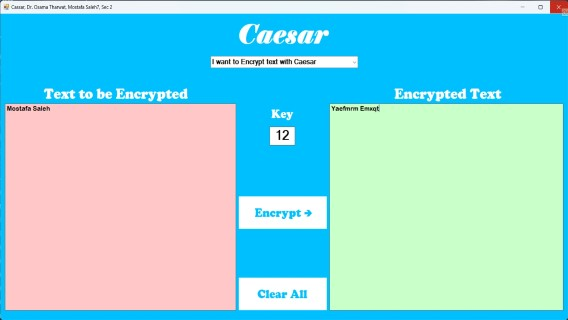 Caesar, Dr. Osama Tharwat, Mostafa Saleh7, Sec 2
Caesar
I want to Encrypt text with Caesar
Text to be Encrypted
Encrypted Text
Mostafa Saleh
Key
Yaefmrm Emxqt
12
Encrypt →
Clear All